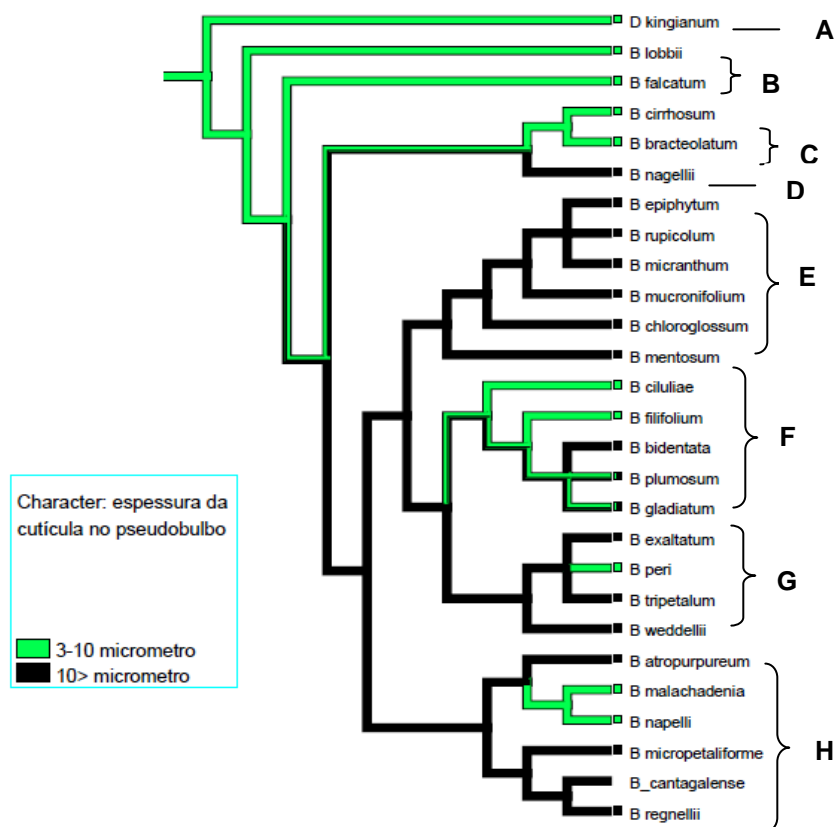 D kingianum
A
B lobbii
B falcatum
B
B cirrhosum
B bracteolatum
C
B nagellii
D
B epiphytum
B rupicolum
B micranthum
E
B mucronifolium
B chloroglossum
B mentosum
B ciluliae
B filifolium
F
B bidentata
B plumosum
B gladiatum
B exaltatum
B peri
G
B tripetalum
B weddellii
B atropurpureum
B malachadenia
B napelli
B micropetaliforme
H
B_cantagalense
B regnellii
Character: espessura da
cutícula no pseudobulbo
3-10 micrometro
10> micrometro